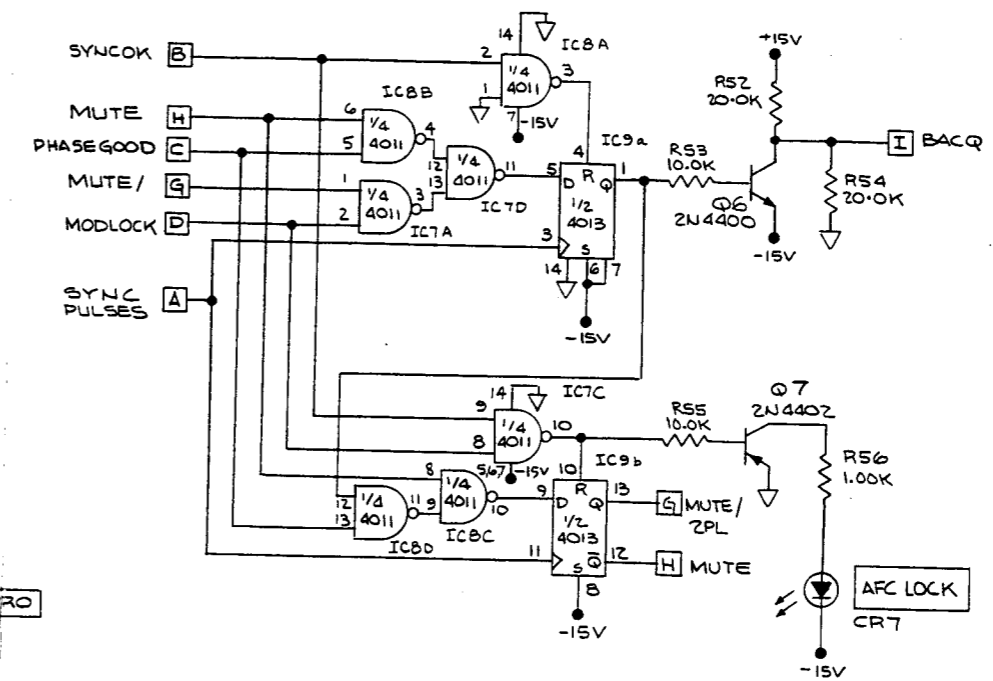 SYNCOK B
MUTE H
PHASEGOOD C
MUTE/ G
MODLOCK D
SYNC
PULSES A
14
IC8A
2
1
1/4
4011
3
7 -15V
IC8B
6
5
1/4
4011
4
12
13
1/4
4011
11
IC7D
1
2
1/4
4011
3
IC7A
IC9a
4
5 D R Q 1
1/2
4013
3
S
14 6 7
-15V
R53
10.0K
+15V
R52
20.0K
Q6
2N4400
-15V
I BACQ
R54
20.0K
14
IC7C
9
8
1/4
4011
10
5,6,7 -15V
R55
10.0K
Q7
2N4402
R56
1.00K
8
1/4
4011
9
10
IC8C
12
13
1/4
4011
11
IC8D
IC9b
10
9 D R Q 13
1/2
4013
11
S Q 12
8
-15V
G MUTE/
2PL
H MUTE
AFC LOCK
CR7
-15V
RO